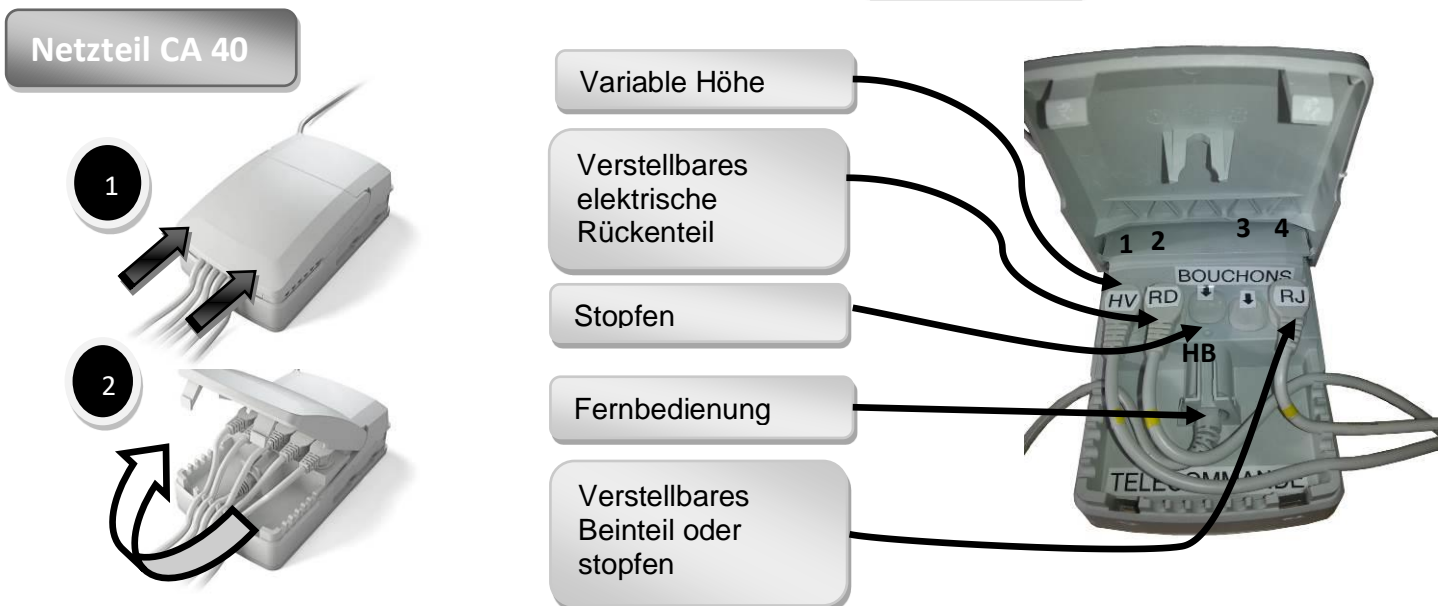 Netzteil CA 40
1
2
Variable Höhe
Verstellbares
elektrische
Rückenteil
Stopfen
Fernbedienung
Verstellbares
Beinteil oder
stopfen
1 2 3 4
BOUCHONS
HV RD RJ
HB
TELECOMMANDE